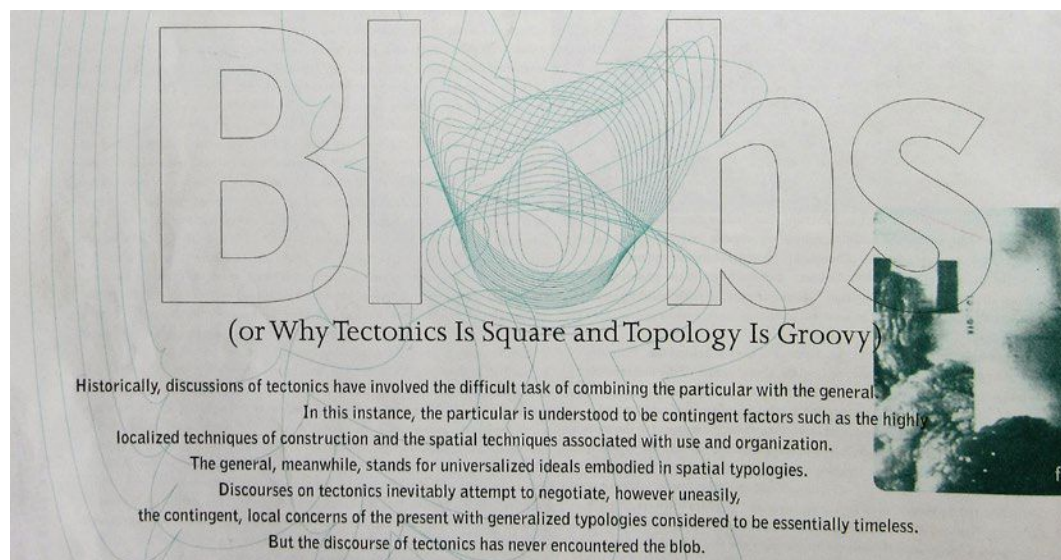 Blobs
(or Why Tectonics Is Square and Topology Is Groovy)
Historically, discussions of tectonics have involved the difficult task of combining the particular with the general.
In this instance, the particular is understood to be contingent factors such as the highly
localized techniques of construction and the spatial techniques associated with use and organization.
The general, meanwhile, stands for universalized ideals embodied in spatial typologies.
Discourses on tectonics inevitably attempt to negotiate, however uneasily,
the contingent, local concerns of the present with generalized typologies considered to be essentially timeless.
But the discourse of tectonics has never encountered the blob.